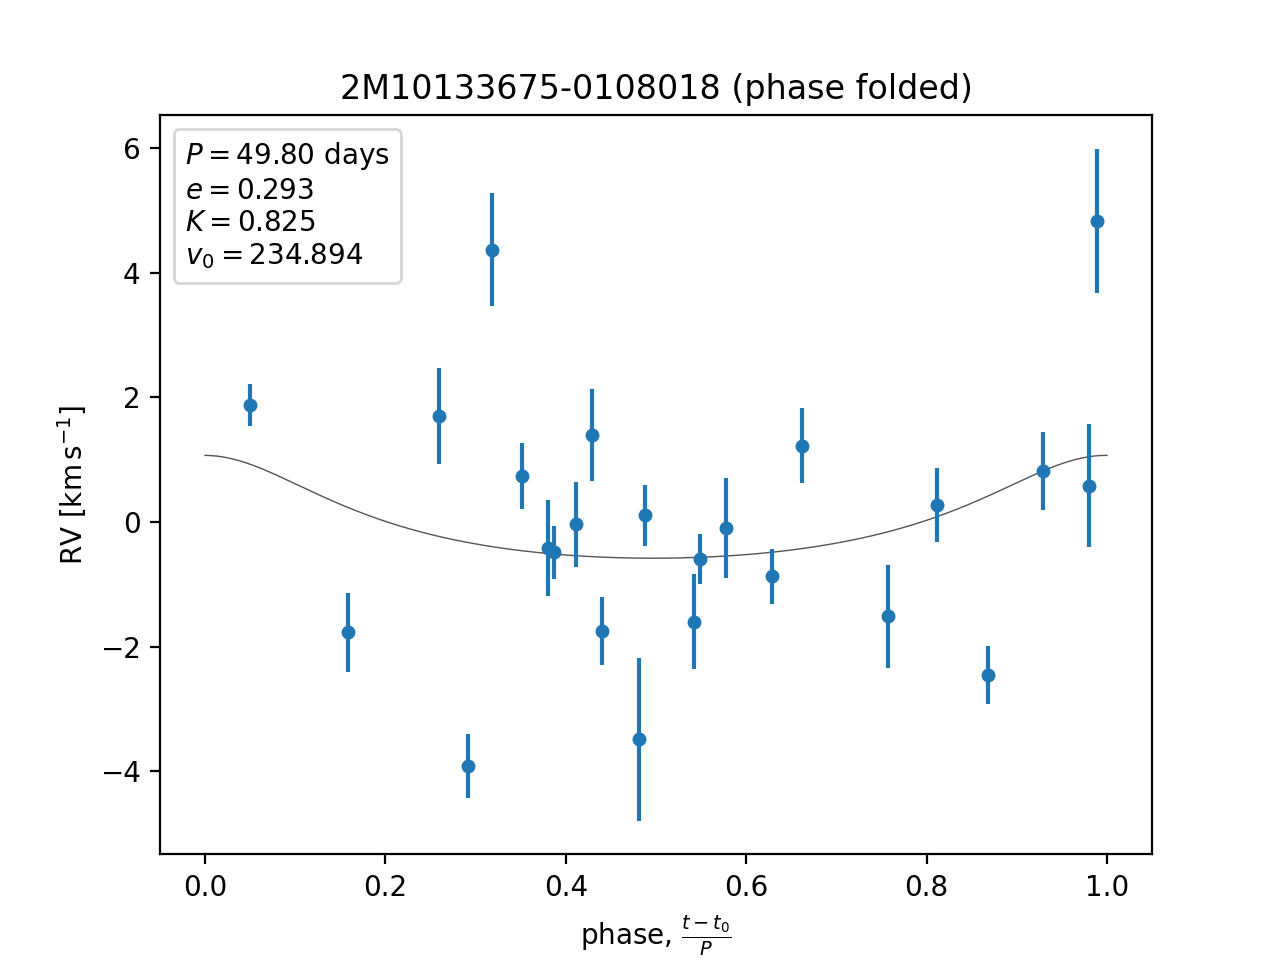 2M10133675-0108018 (phase folded)
P = 49.80 days
e = 0.293
K = 0.825
v₀ = 234.894
6
4
2
0
−2
−4
RV [km s⁻¹]
0.0 0.2 0.4 0.6 0.8 1.0
phase, (t − t₀)/P